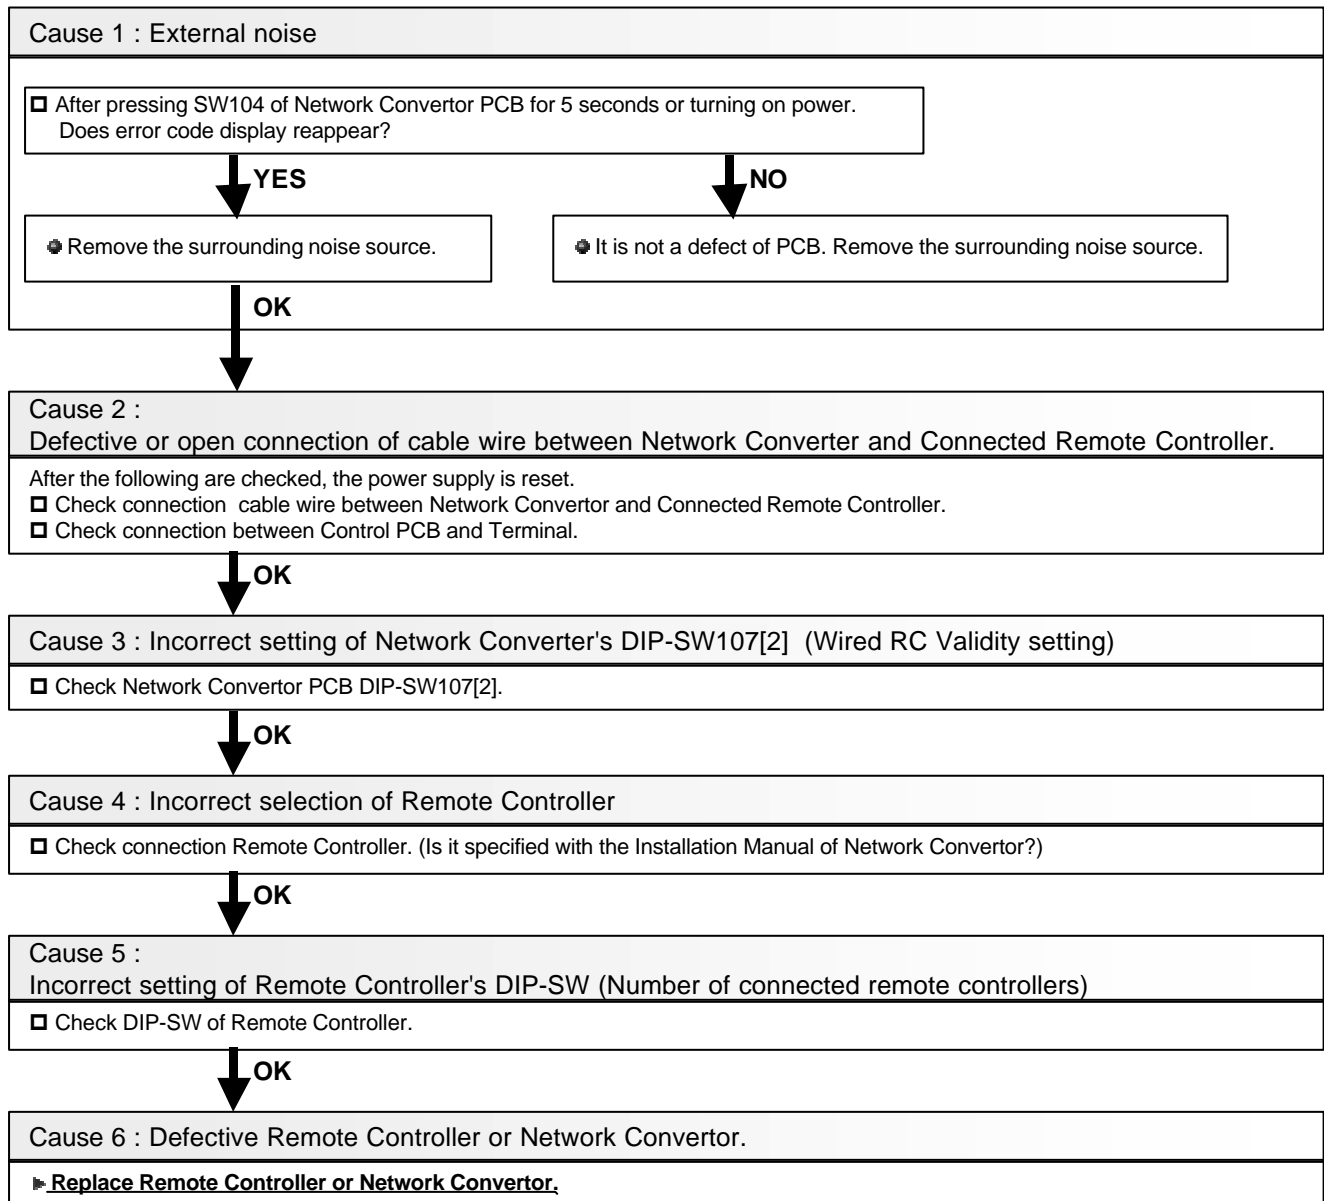 Cause 1 : External noise
After pressing SW104 of Network Convertor PCB for 5 seconds or turning on power.
Does error code display reappear?
YES
NO
Remove the surrounding noise source.
It is not a defect of PCB. Remove the surrounding noise source.
OK
Cause 2 :
Defective or open connection of cable wire between Network Converter and Connected Remote Controller.
After the following are checked, the power supply is reset.
Check connection cable wire between Network Convertor and Connected Remote Controller.
Check connection between Control PCB and Terminal.
OK
Cause 3 : Incorrect setting of Network Converter's DIP-SW107[2] (Wired RC Validity setting)
Check Network Convertor PCB DIP-SW107[2].
OK
Cause 4 : Incorrect selection of Remote Controller
Check connection Remote Controller. (Is it specified with the Installation Manual of Network Convertor?)
OK
Cause 5 :
Incorrect setting of Remote Controller's DIP-SW (Number of connected remote controllers)
Check DIP-SW of Remote Controller.
OK
Cause 6 : Defective Remote Controller or Network Convertor.
Replace Remote Controller or Network Convertor.